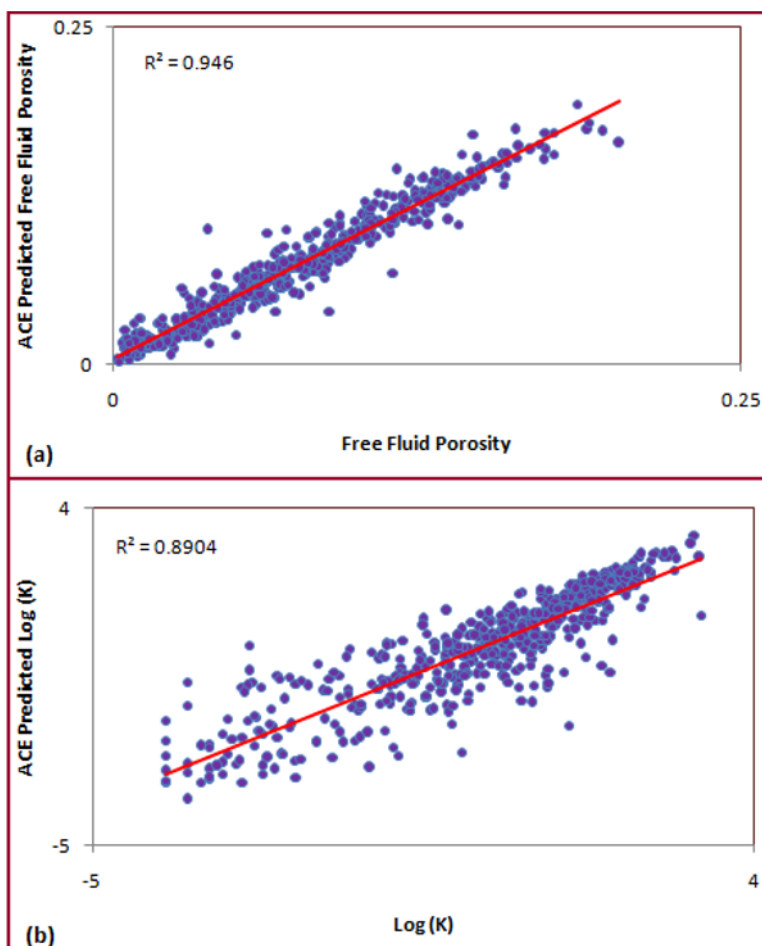 0.25
R² = 0.946
ACE Predicted Free Fluid Porosity
0
0
0.25
Free Fluid Porosity
(a)
4
R² = 0.8904
ACE Predicted Log (K)
-5
-5
4
Log (K)
(b)